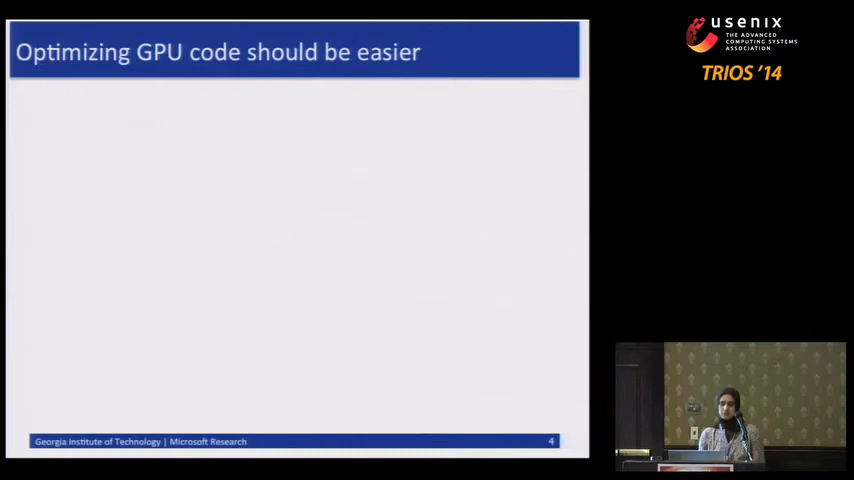 Optimizing GPU code should be easier
usenix
THE ADVANCED
COMPUTING SYSTEMS
ASSOCIATION
TRIOS '14
Georgia Institute of Technology | Microsoft Research
4